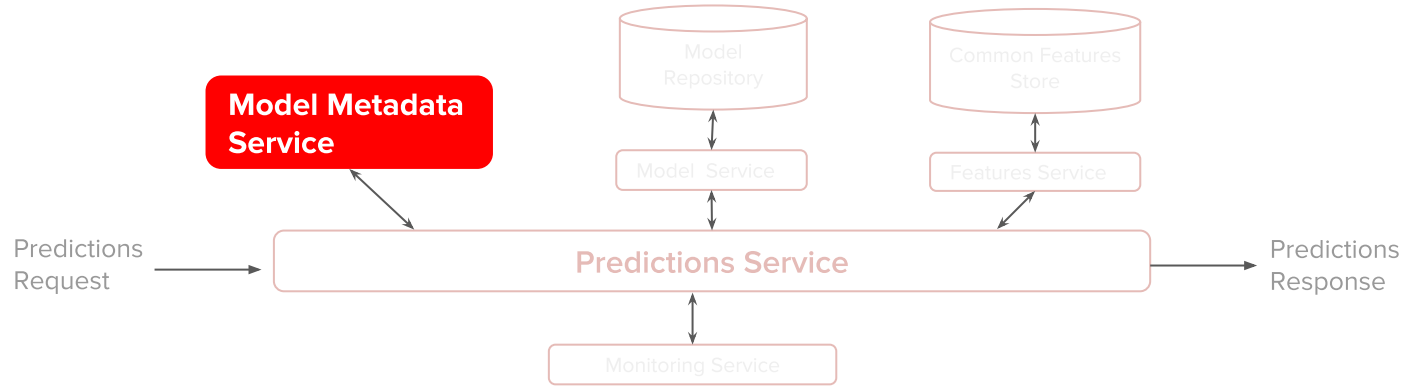 Model
Repository
Common Features
Store
Model Metadata
Service
Model Service
Features Service
Predictions
Request
Predictions Service
Predictions
Response
Monitoring Service